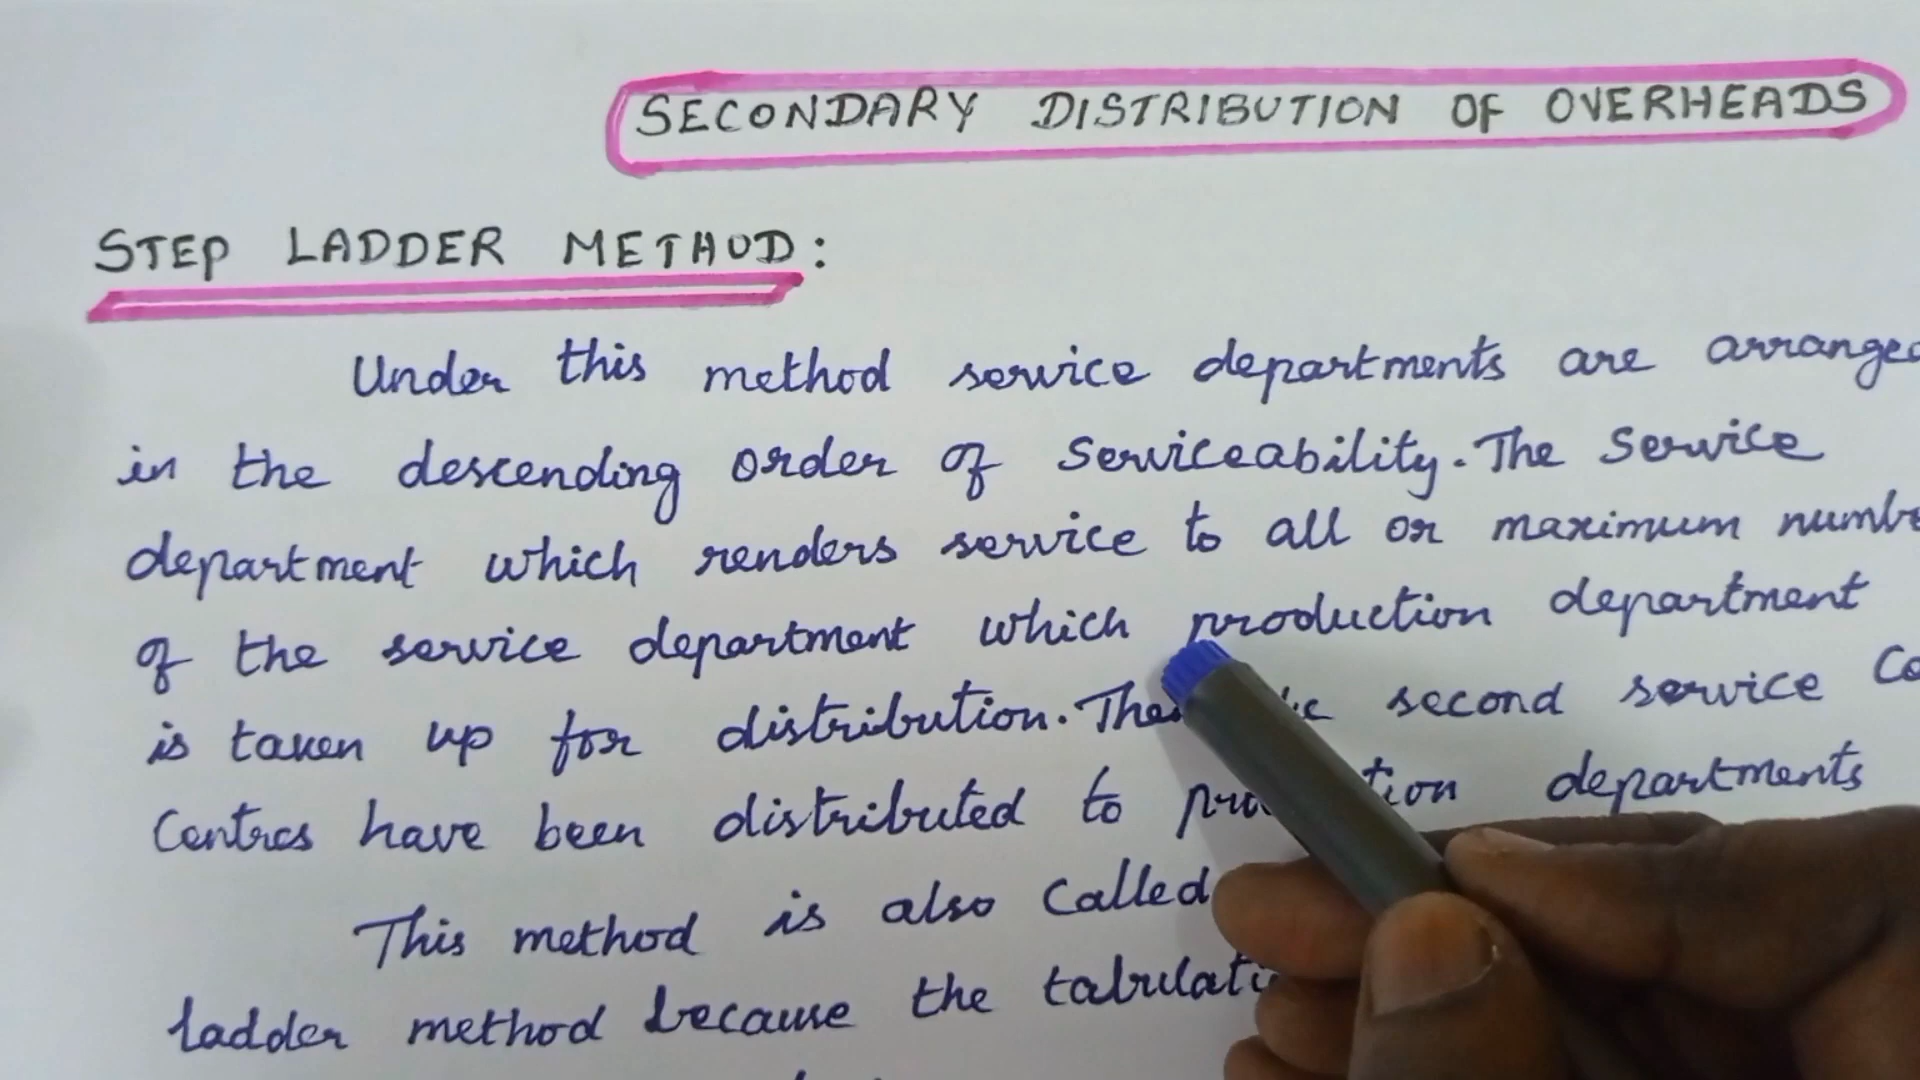 SECONDARY DISTRIBUTION OF OVERHEADS
STEP LADDER METHOD:
Under this method service departments are arranged
in the descending order of Serviceability. The Service
department which renders service to all or maximum numbe
of the service department which production department
is taken up for distribution. second service
Centres have been distributed to departments
This method is also called
ladder method because the